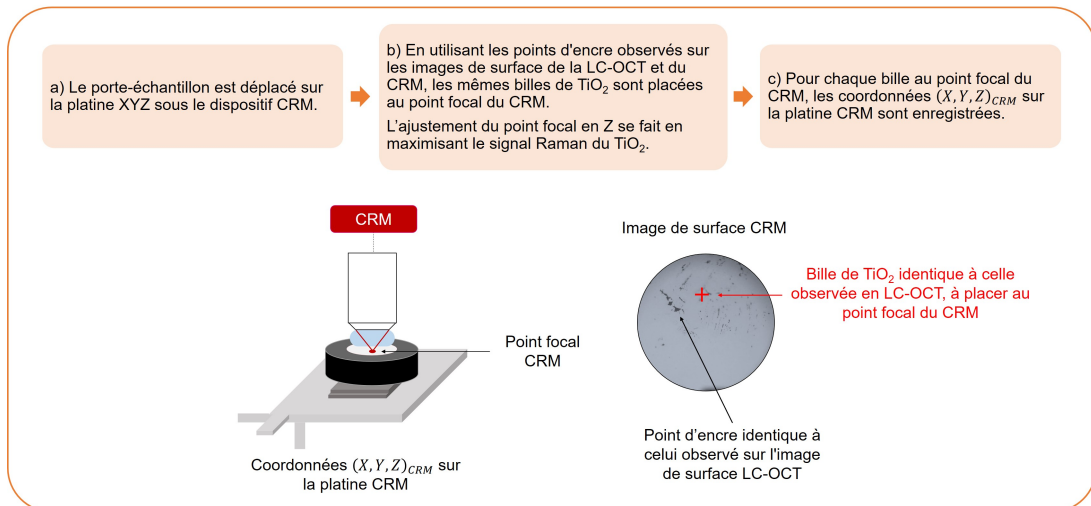 a) Le porte-échantillon est déplacé sur
la platine XYZ sous le dispositif CRM.
b) En utilisant les points d'encre observés sur
les images de surface de la LC-OCT et du
CRM, les mêmes billes de TiO₂ sont placées
au point focal du CRM.
L'ajustement du point focal en Z se fait en
maximisant le signal Raman du TiO₂.
c) Pour chaque bille au point focal du
CRM, les coordonnées (X,Y,Z)CRM sur
la platine CRM sont enregistrées.
CRM
Point focal
CRM
Coordonnées (X,Y,Z)CRM sur
la platine CRM
Image de surface CRM
Bille de TiO₂ identique à celle
observée en LC-OCT, à placer au
point focal du CRM
Point d'encre identique à
celui observé sur l'image
de surface LC-OCT